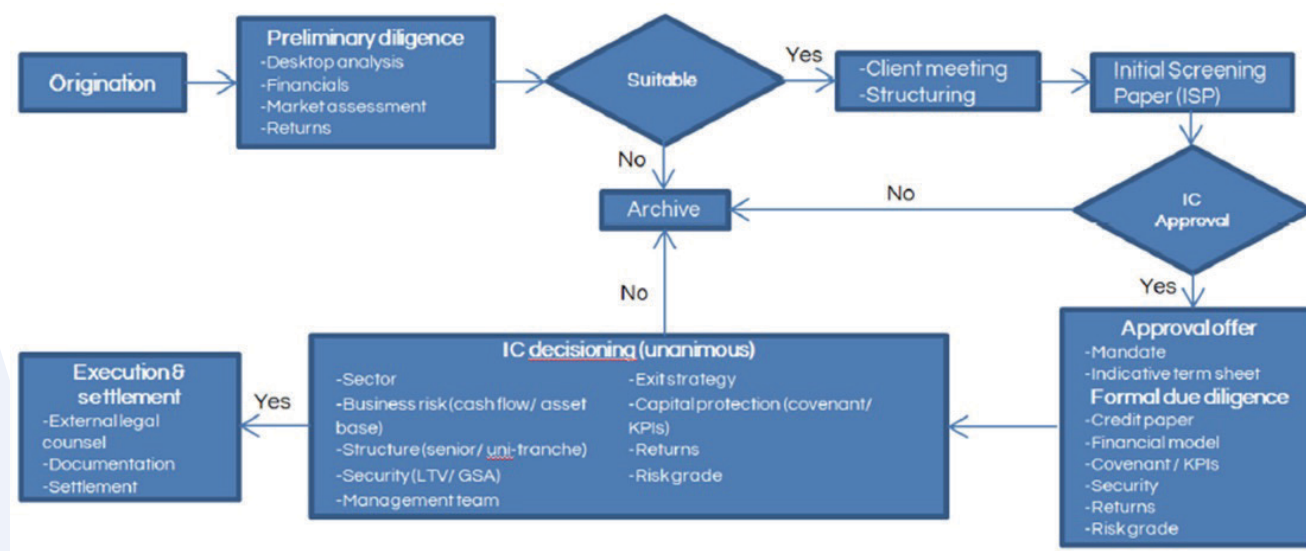 Origination
Preliminary diligence
-Desktop analysis
-Financials
-Market assessment
-Returns
Suitable
Yes
-Client meeting
-Structuring
Initial Screening
Paper (ISP)
No
Archive
No
IC
Approval
No
Yes
Execution &
settlement
-External legal
counsel
-Documentation
-Settlement
Yes
IC decisioning (unanimous)
-Sector
-Business risk (cash flow/ asset
base)
-Structure (senior/ uni-tranche)
-Security (LTV/ GSA)
-Management team
-Exit strategy
-Capital protection (covenant/
KPIs)
-Returns
-Risk grade
Approval offer
-Mandate
-Indicative term sheet
Formal due diligence
-Credit paper
-Financial model
-Covenant / KPIs
-Security
-Returns
-Risk grade